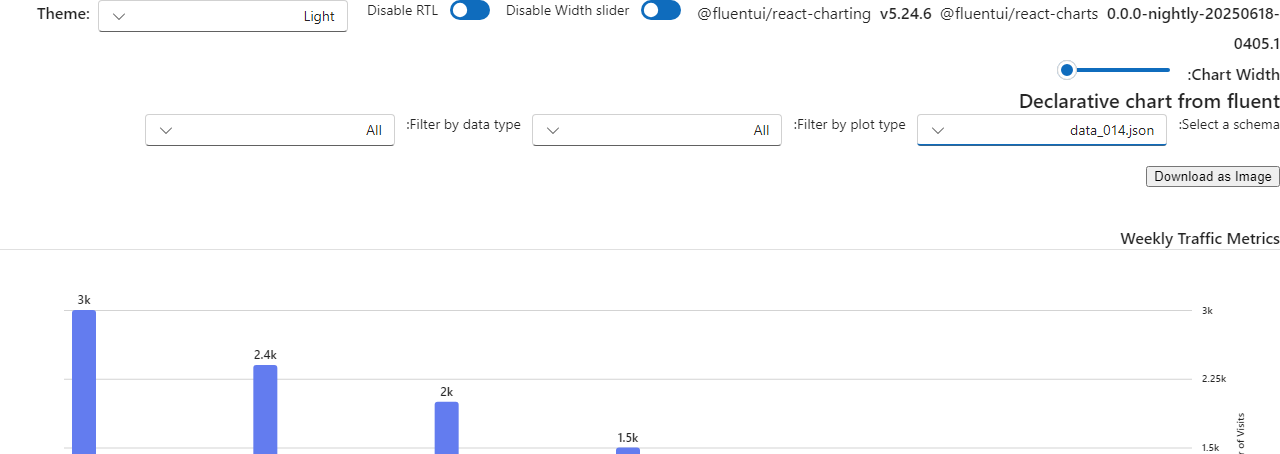 Theme: Light Disable RTL Disable Width slider @fluentui/react-charting v5.24.6 @fluentui/react-charts 0.0.0-nightly-20250618-
0405.1
:Chart Width
Declarative chart from fluent
:Select a schema data_014.json :Filter by plot type All :Filter by data type All
Download as Image
Weekly Traffic Metrics
3k
3k
2.4k
2.25k
2k
1.5k
1.5k
of Visits